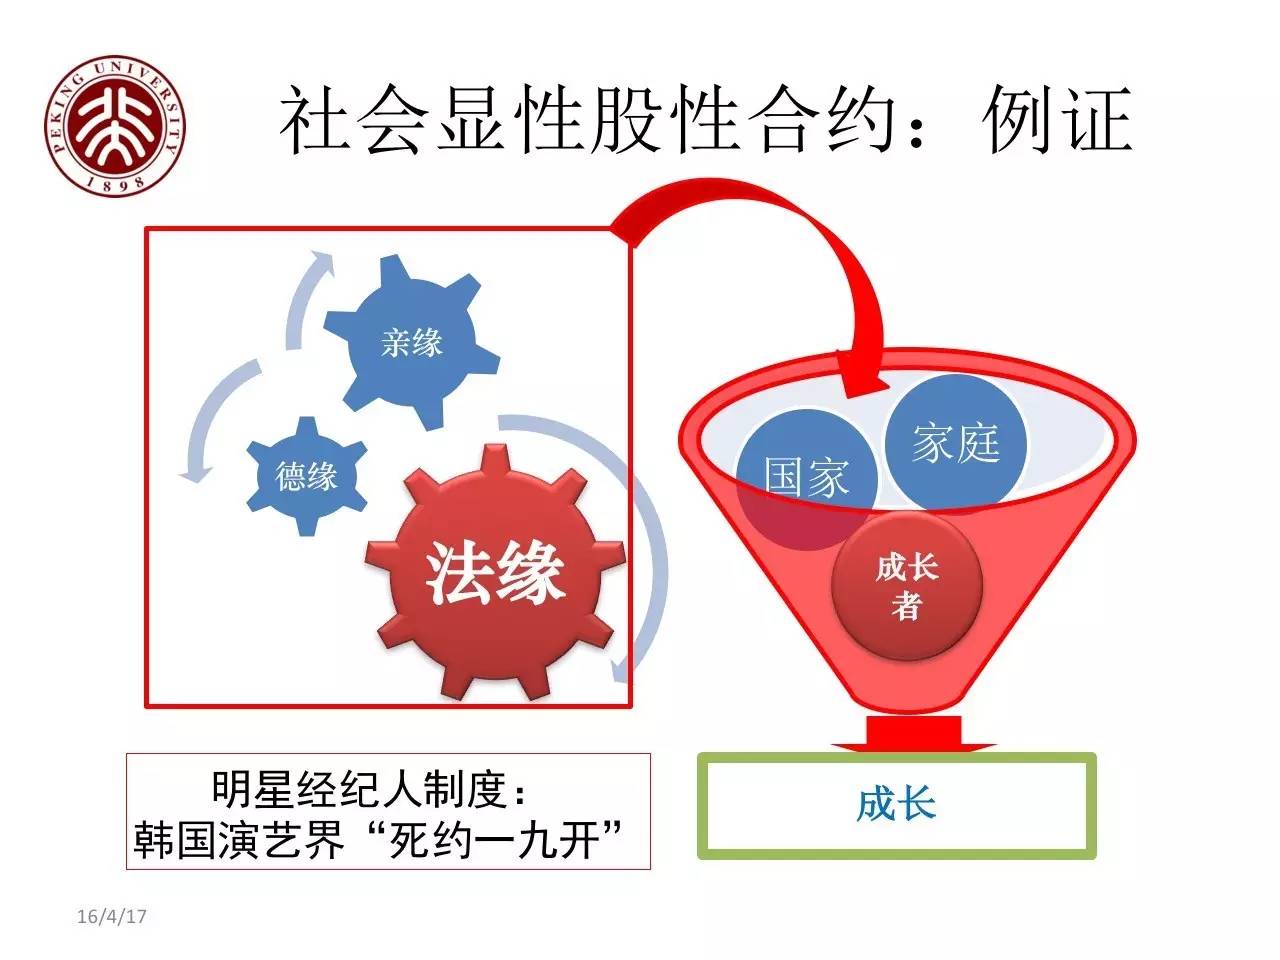 PEKING UNIVERSITY
1898
社会显性股性合约：例证
亲缘
德缘
法缘
国家
家庭
成长
者
明星经纪人制度：
韩国演艺界“死约一九开”
成长
16/4/17